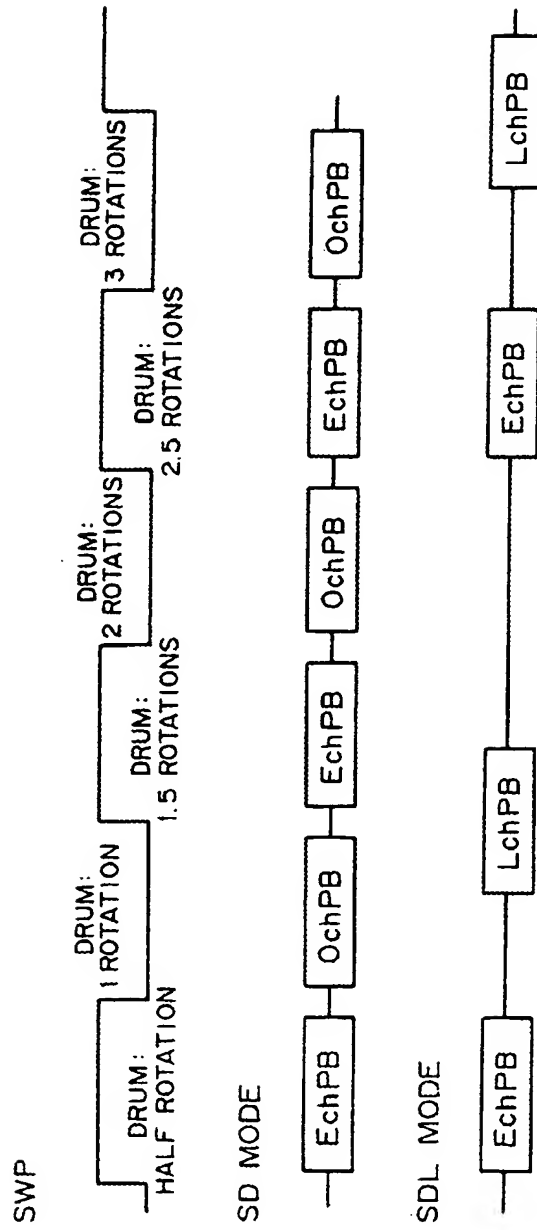 SWP
DRUM:
HALF ROTATION
DRUM:
1 ROTATION
DRUM:
1.5 ROTATIONS
DRUM:
2 ROTATIONS
DRUM:
2.5 ROTATIONS
DRUM:
3 ROTATIONS
SD MODE
EchPB
OchPB
EchPB
OchPB
EchPB
OchPB
SDL MODE
EchPB
LchPB
EchPB
LchPB